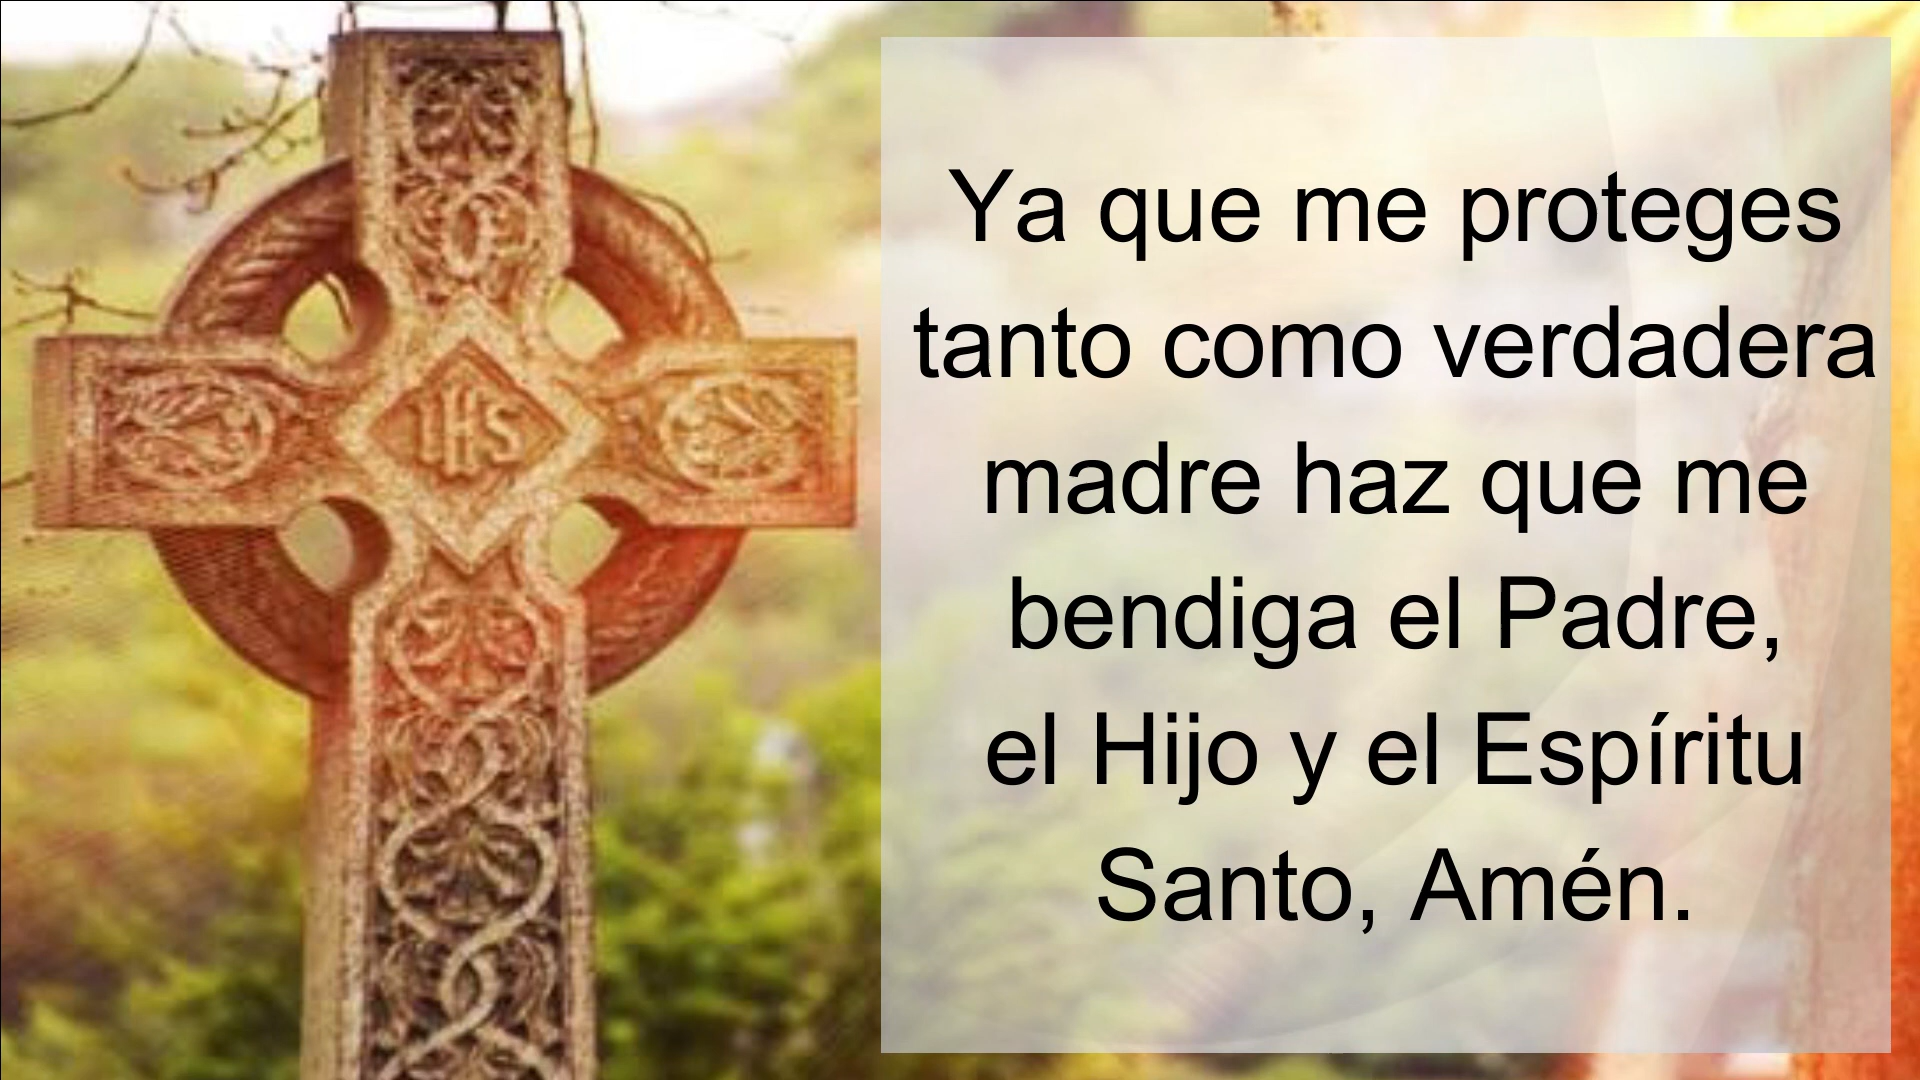 IHS
Ya que me proteges
tanto como verdadera
madre haz que me
bendiga el Padre,
el Hijo y el Espíritu
Santo, Amén.